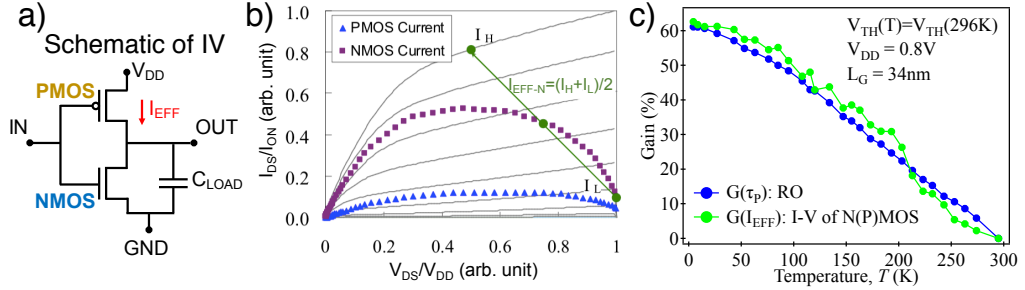 a)
Schematic of IV
V_DD
PMOS
I_EFF
IN
OUT
NMOS
C_LOAD
GND
b)
I_DS/I_ON (arb. unit)
1.0
0.8
0.6
0.4
0.2
0.0
PMOS Current
NMOS Current
I_H
I_EFF-N=(I_H+I_L)/2
I_L
0 0.2 0.4 0.6 0.8 1
V_DS/V_DD (arb. unit)
c)
Gain (%)
60
50
40
30
20
10
0
V_TH(T)=V_TH(296K)
V_DD = 0.8V
L_G = 34nm
G(τ_P): RO
G(I_EFF): I-V of N(P)MOS
0 50 100 150 200 250 300
Temperature, T (K)